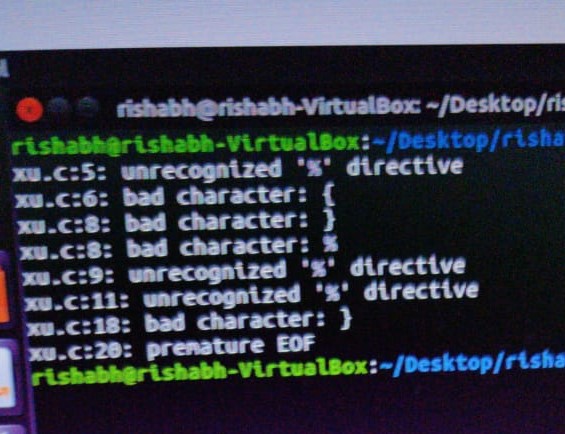 rishabh@rishabh-VirtualBox: ~/Desktop/ris
rishabh@rishabh-VirtualBox:~/Desktop/risha
xu.c:5: unrecognized '%' directive
xu.c:6: bad character: {
xu.c:8: bad character: }
xu.c:8: bad character: %
xu.c:9: unrecognized '%' directive
xu.c:11: unrecognized '%' directive
xu.c:18: bad character: }
xu.c:20: premature EOF
rishabh@rishabh-VirtualBox:~/Desktop/risha